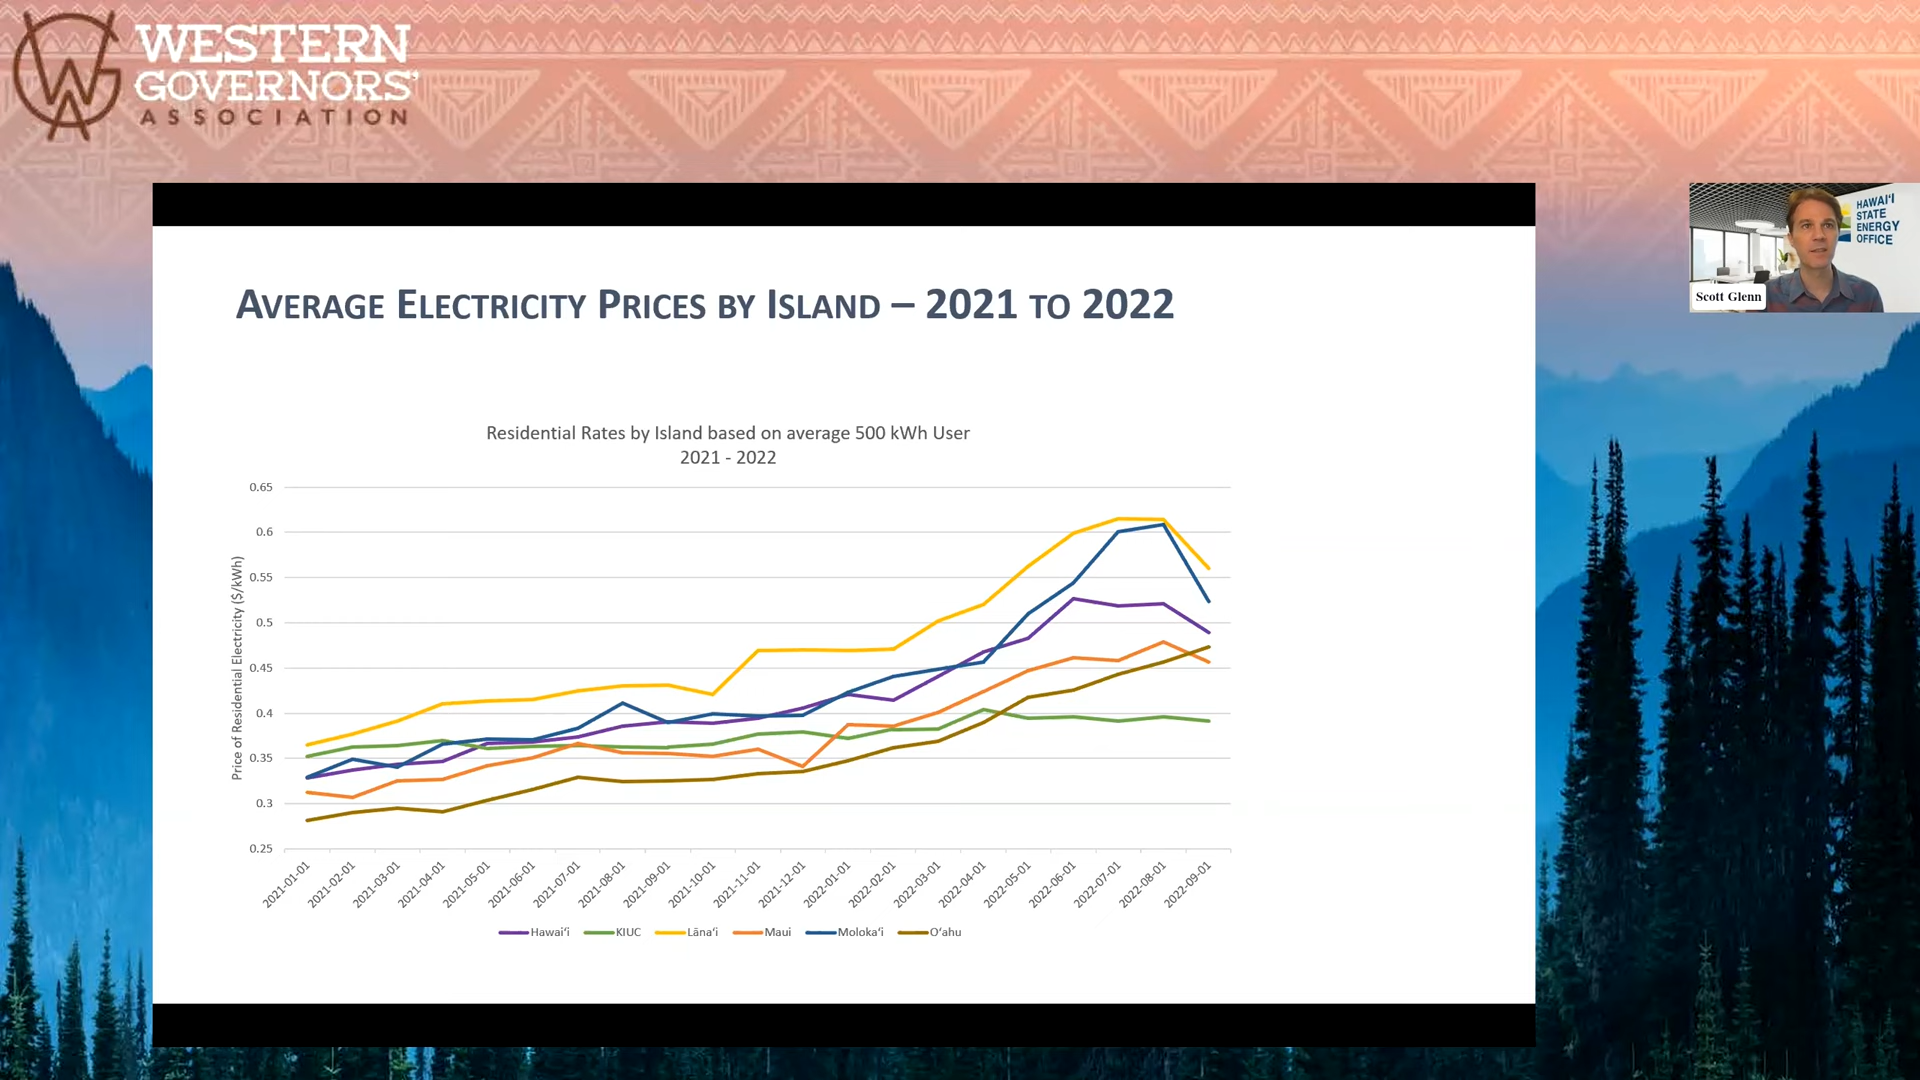 WESTERN
GOVERNORS'
ASSOCIATION
HAWAIʻI
STATE
ENERGY
OFFICE
Scott Glenn
AVERAGE ELECTRICITY PRICES BY ISLAND – 2021 TO 2022
Residential Rates by Island based on average 500 kWh User
2021 - 2022
Price of Residential Electricity ($/kWh)
0.65
0.6
0.55
0.5
0.45
0.4
0.35
0.3
0.25
2021-01-01
2021-02-01
2021-03-01
2021-04-01
2021-05-01
2021-06-01
2021-07-01
2021-08-01
2021-09-01
2021-10-01
2021-11-01
2021-12-01
2022-01-01
2022-02-01
2022-03-01
2022-04-01
2022-05-01
2022-06-01
2022-07-01
2022-08-01
2022-09-01
Hawaiʻi KIUC Lānaʻi Maui Molokaʻi Oʻahu